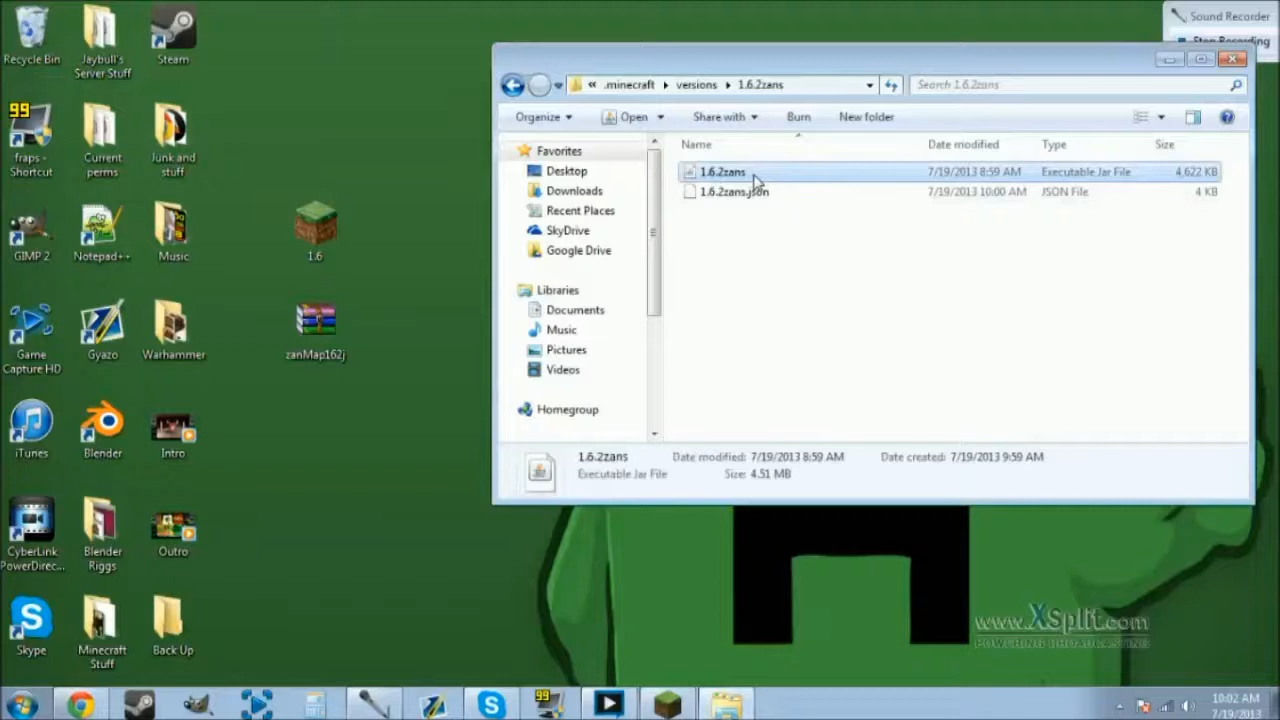 Recycle Bin
Jaybull's
Server Stuff
Steam
99
fraps -
Shortcut
Current
perms
Junk and
stuff
GIMP 2
Notepad++
Music
1.6
Game
Capture HD
Gyazo
Warhammer
zanMap162j
iTunes
Blender
Intro
CyberLink
PowerDirec...
Blender
Riggs
Outro
Skype
Minecraft
Stuff
Back Up
Sound Recorder
Stop Recording
« .minecraft ▸ versions ▸ 1.6.2zans
Search 1.6.2zans
Organize
Open
Share with
Burn
New folder
Name
Date modified
Type
Size
1.6.2zans
7/19/2013 8:59 AM
Executable Jar File
4,622 KB
1.6.2zans.json
7/19/2013 10:00 AM
JSON File
4 KB
Favorites
Desktop
Downloads
Recent Places
SkyDrive
Google Drive
Libraries
Documents
Music
Pictures
Videos
Homegroup
1.6.2zans
Date modified: 7/19/2013 8:59 AM
Date created: 7/19/2013 9:59 AM
Executable Jar File
Size: 4.51 MB
www.XSplit.com
POWERING BROADCASTING
99
10:02 AM
7/19/2013